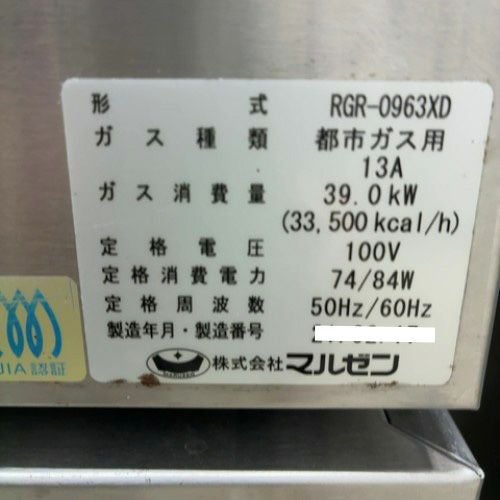 形式 RGR-0963XD
ガス種類 都市ガス用
13A
ガス消費量 39.0kW
(33,500kcal/h)
定格電圧 100V
定格消費電力 74/84W
定格周波数 50Hz/60Hz
製造年月・製造番号
株式会社 マルゼン
JIA認証